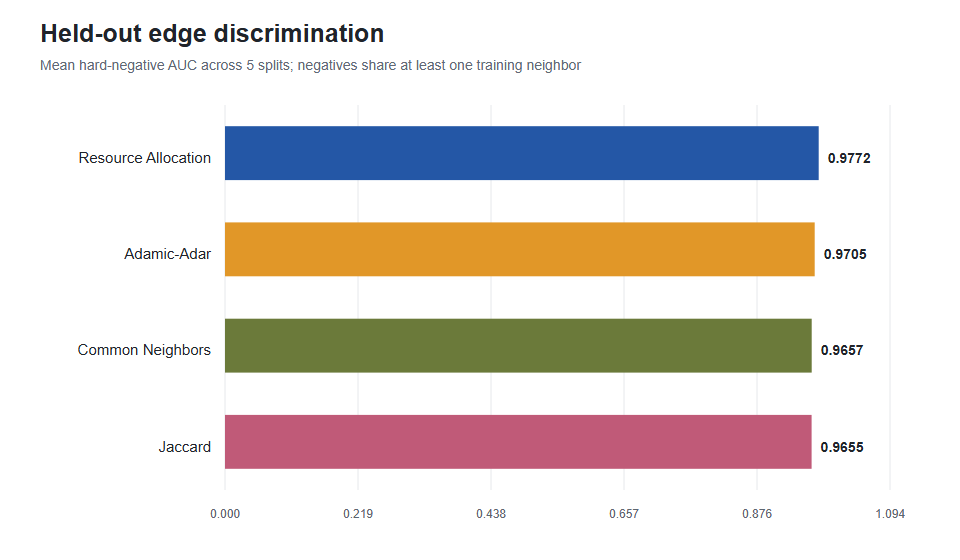 Held-out edge discrimination
Mean hard-negative AUC across 5 splits; negatives share at least one training neighbor
Resource Allocation 0.9772
Adamic-Adar 0.9705
Common Neighbors 0.9657
Jaccard 0.9655
0.000 0.219 0.438 0.657 0.876 1.094